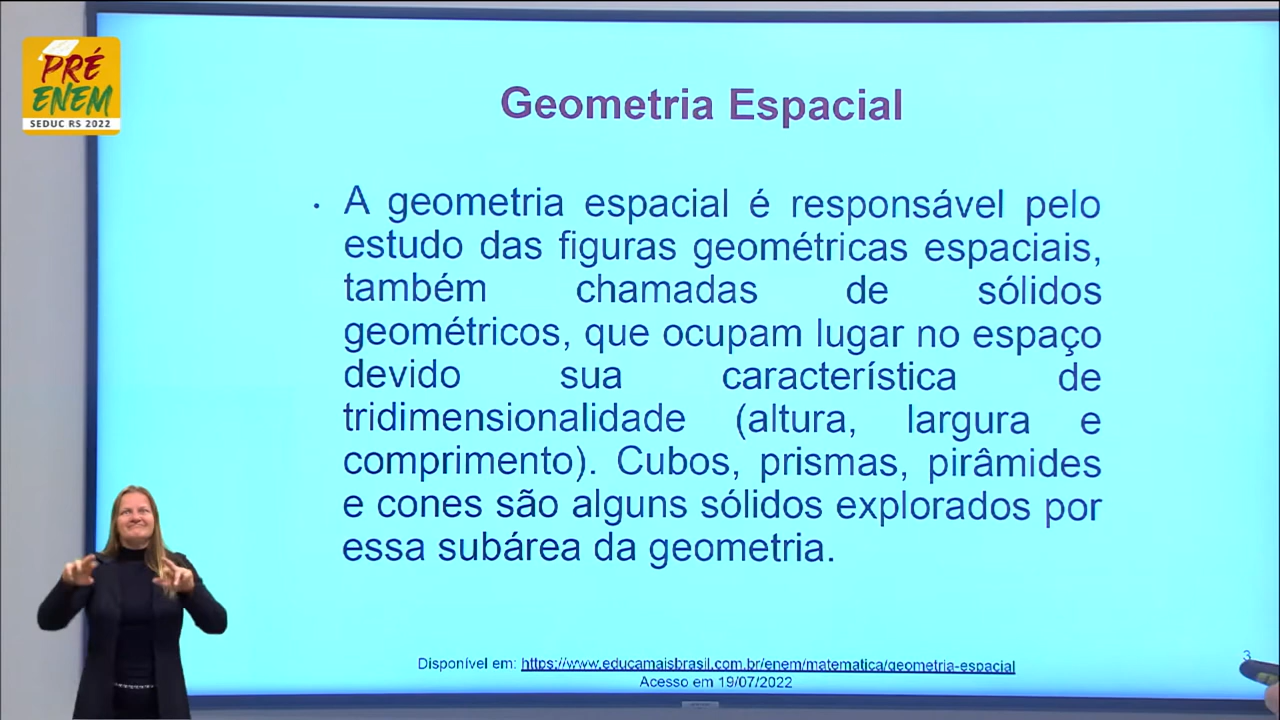 PRÉ
ENEM
SEDUC RS 2022
Geometria Espacial
• A geometria espacial é responsável pelo
estudo das figuras geométricas espaciais,
também chamadas de sólidos
geométricos, que ocupam lugar no espaço
devido sua característica de
tridimensionalidade (altura, largura e
comprimento). Cubos, prismas, pirâmides
e cones são alguns sólidos explorados por
essa subárea da geometria.
Disponível em: https://www.educamaisbrasil.com.br/enem/matematica/geometria-espacial
Acesso em 19/07/2022
3